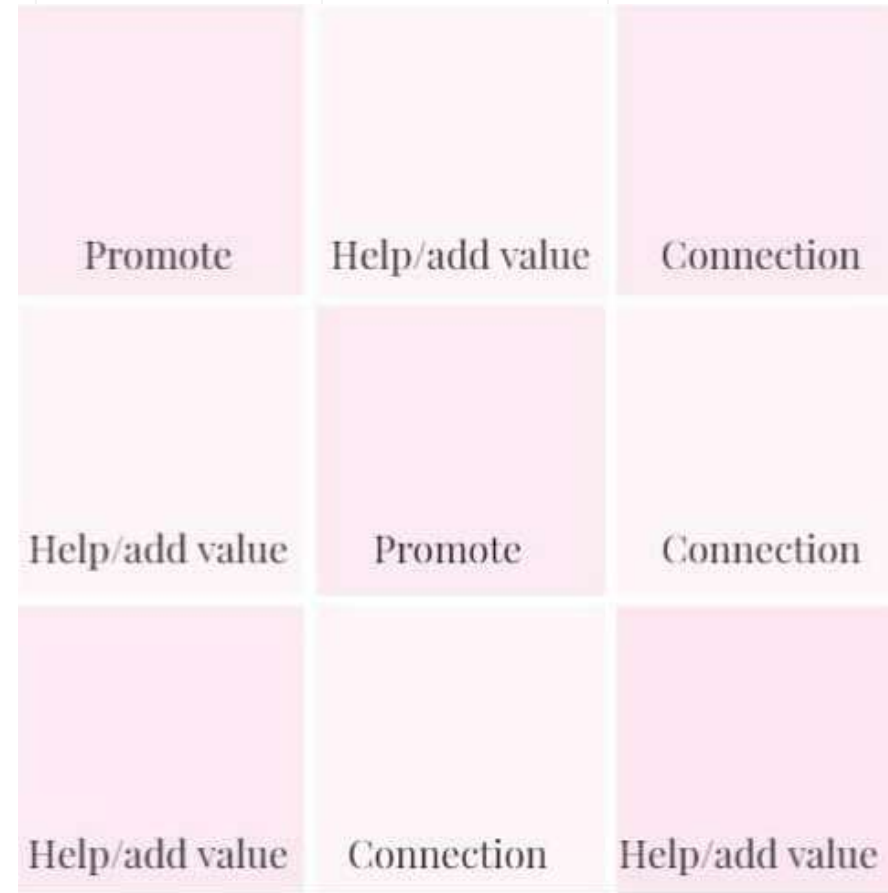 Promote
Help/add value
Connection
Help/add value
Promote
Connection
Help/add value
Connection
Help/add value